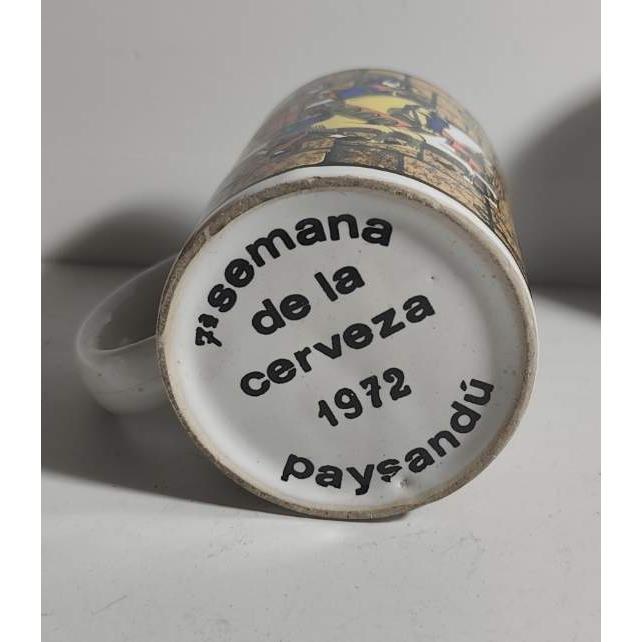 7ª semana
de la
cerveza
1972
paysandú